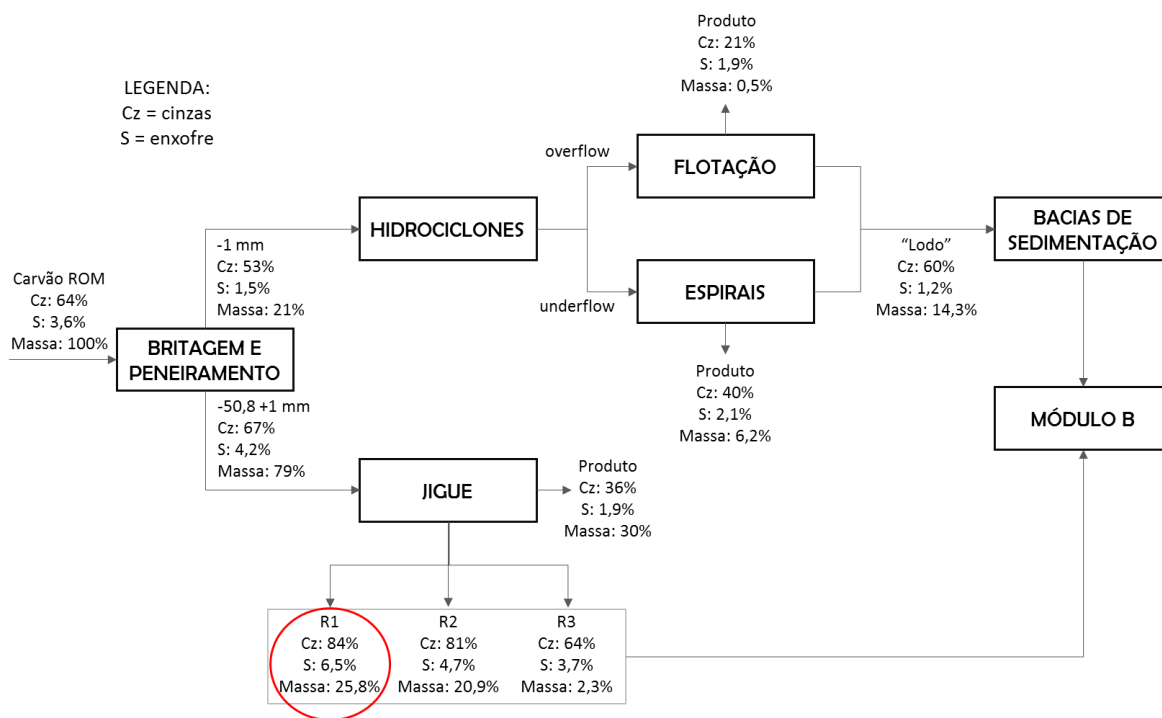 LEGENDA:
Cz = cinzas
S = enxofre
Produto
Cz: 21%
S: 1,9%
Massa: 0,5%
overflow
FLOTAÇÃO
HIDROCICLONES
BACIAS DE
SEDIMENTAÇÃO
-1 mm
Cz: 53%
S: 1,5%
Massa: 21%
"Lodo"
Cz: 60%
S: 1,2%
Massa: 14,3%
Carvão ROM
Cz: 64%
S: 3,6%
Massa: 100%
underflow
ESPIRAIS
BRITAGEM E
PENEIRAMENTO
Produto
Cz: 40%
S: 2,1%
Massa: 6,2%
MÓDULO B
-50,8 +1 mm
Cz: 67%
S: 4,2%
Massa: 79%
JIGUE
Produto
Cz: 36%
S: 1,9%
Massa: 30%
R1
Cz: 84%
S: 6,5%
Massa: 25,8%
R2
Cz: 81%
S: 4,7%
Massa: 20,9%
R3
Cz: 64%
S: 3,7%
Massa: 2,3%